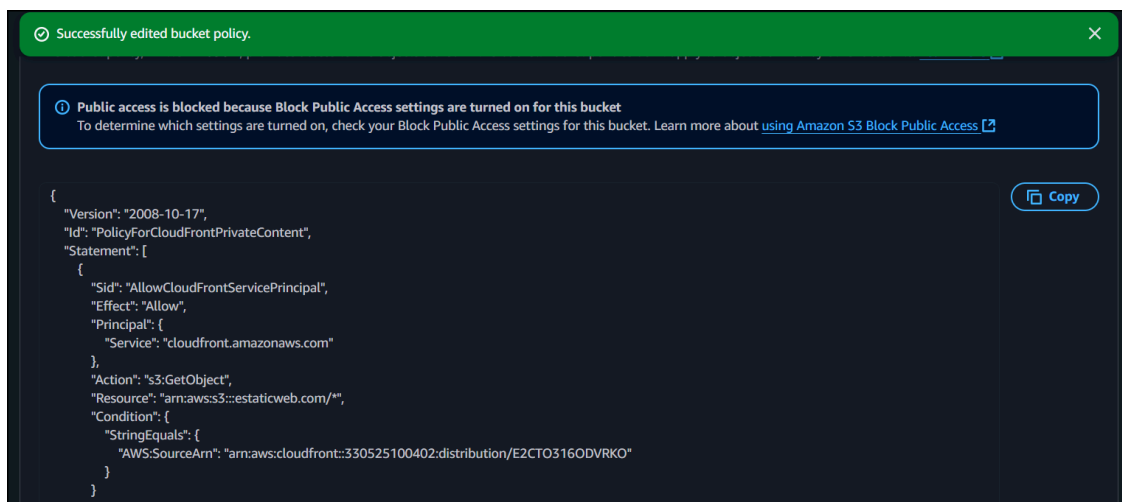 Successfully edited bucket policy.
Public access is blocked because Block Public Access settings are turned on for this bucket
To determine which settings are turned on, check your Block Public Access settings for this bucket. Learn more about using Amazon S3 Block Public Access
{
"Version": "2008-10-17",
"Id": "PolicyForCloudFrontPrivateContent",
"Statement": [
{
"Sid": "AllowCloudFrontServicePrincipal",
"Effect": "Allow",
"Principal": {
"Service": "cloudfront.amazonaws.com"
},
"Action": "s3:GetObject",
"Resource": "arn:aws:s3:::estaticweb.com/*",
"Condition": {
"StringEquals": {
"AWS:SourceArn": "arn:aws:cloudfront::330525100402:distribution/E2CTO316ODVRKO"
}
}
Copy